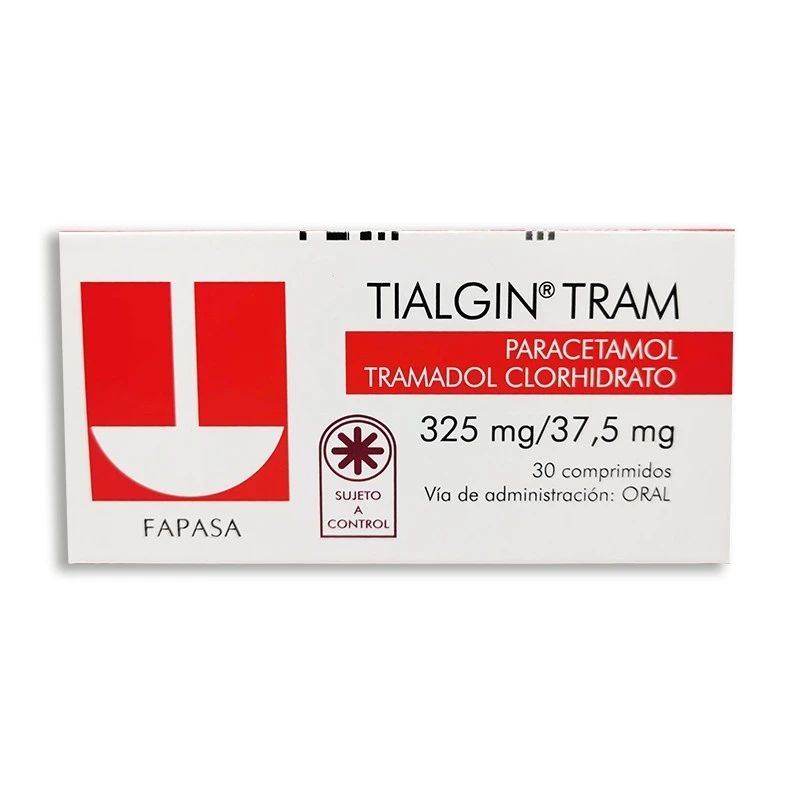 TIALGIN® TRAM
PARACETAMOL
TRAMADOL CLORHIDRATO
325 mg/37,5 mg
30 comprimidos
Vía de administración: ORAL
SUJETO
A
CONTROL
FAPASA